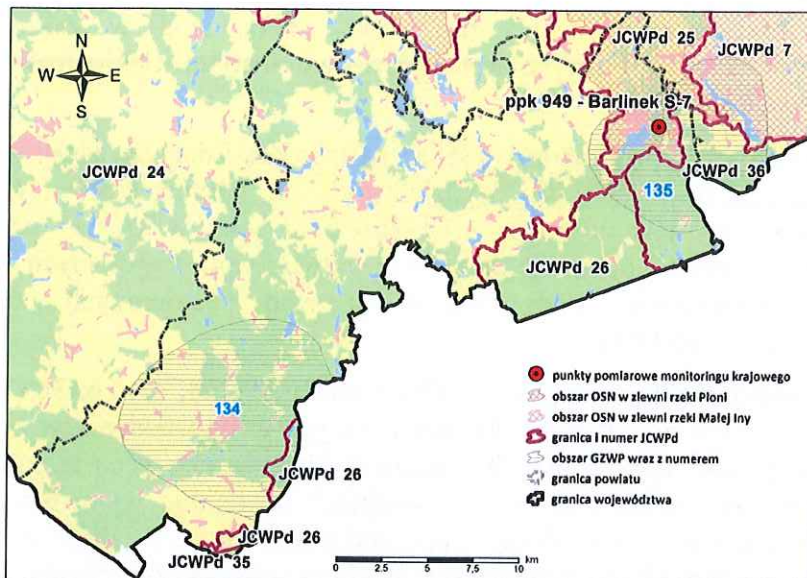 JCWPd 25
JCWPd 7
N
W E
S
ppk 949 - Barlinek S-7
JCWPd 24
JCWPd 36
135
JCWPd 26
134
JCWPd 26
JCWPd 26
JCWPd 35
punkty pomiarowe monitoringu krajowego
obszar OSN w zlewni rzeki Płoni
obszar OSN w zlewni rzeki Małej Iny
granica i numer JCWPd
obszar GZWP wraz z numerem
granica powiatu
granica województwa
km
0 2,5 5 7,5 10